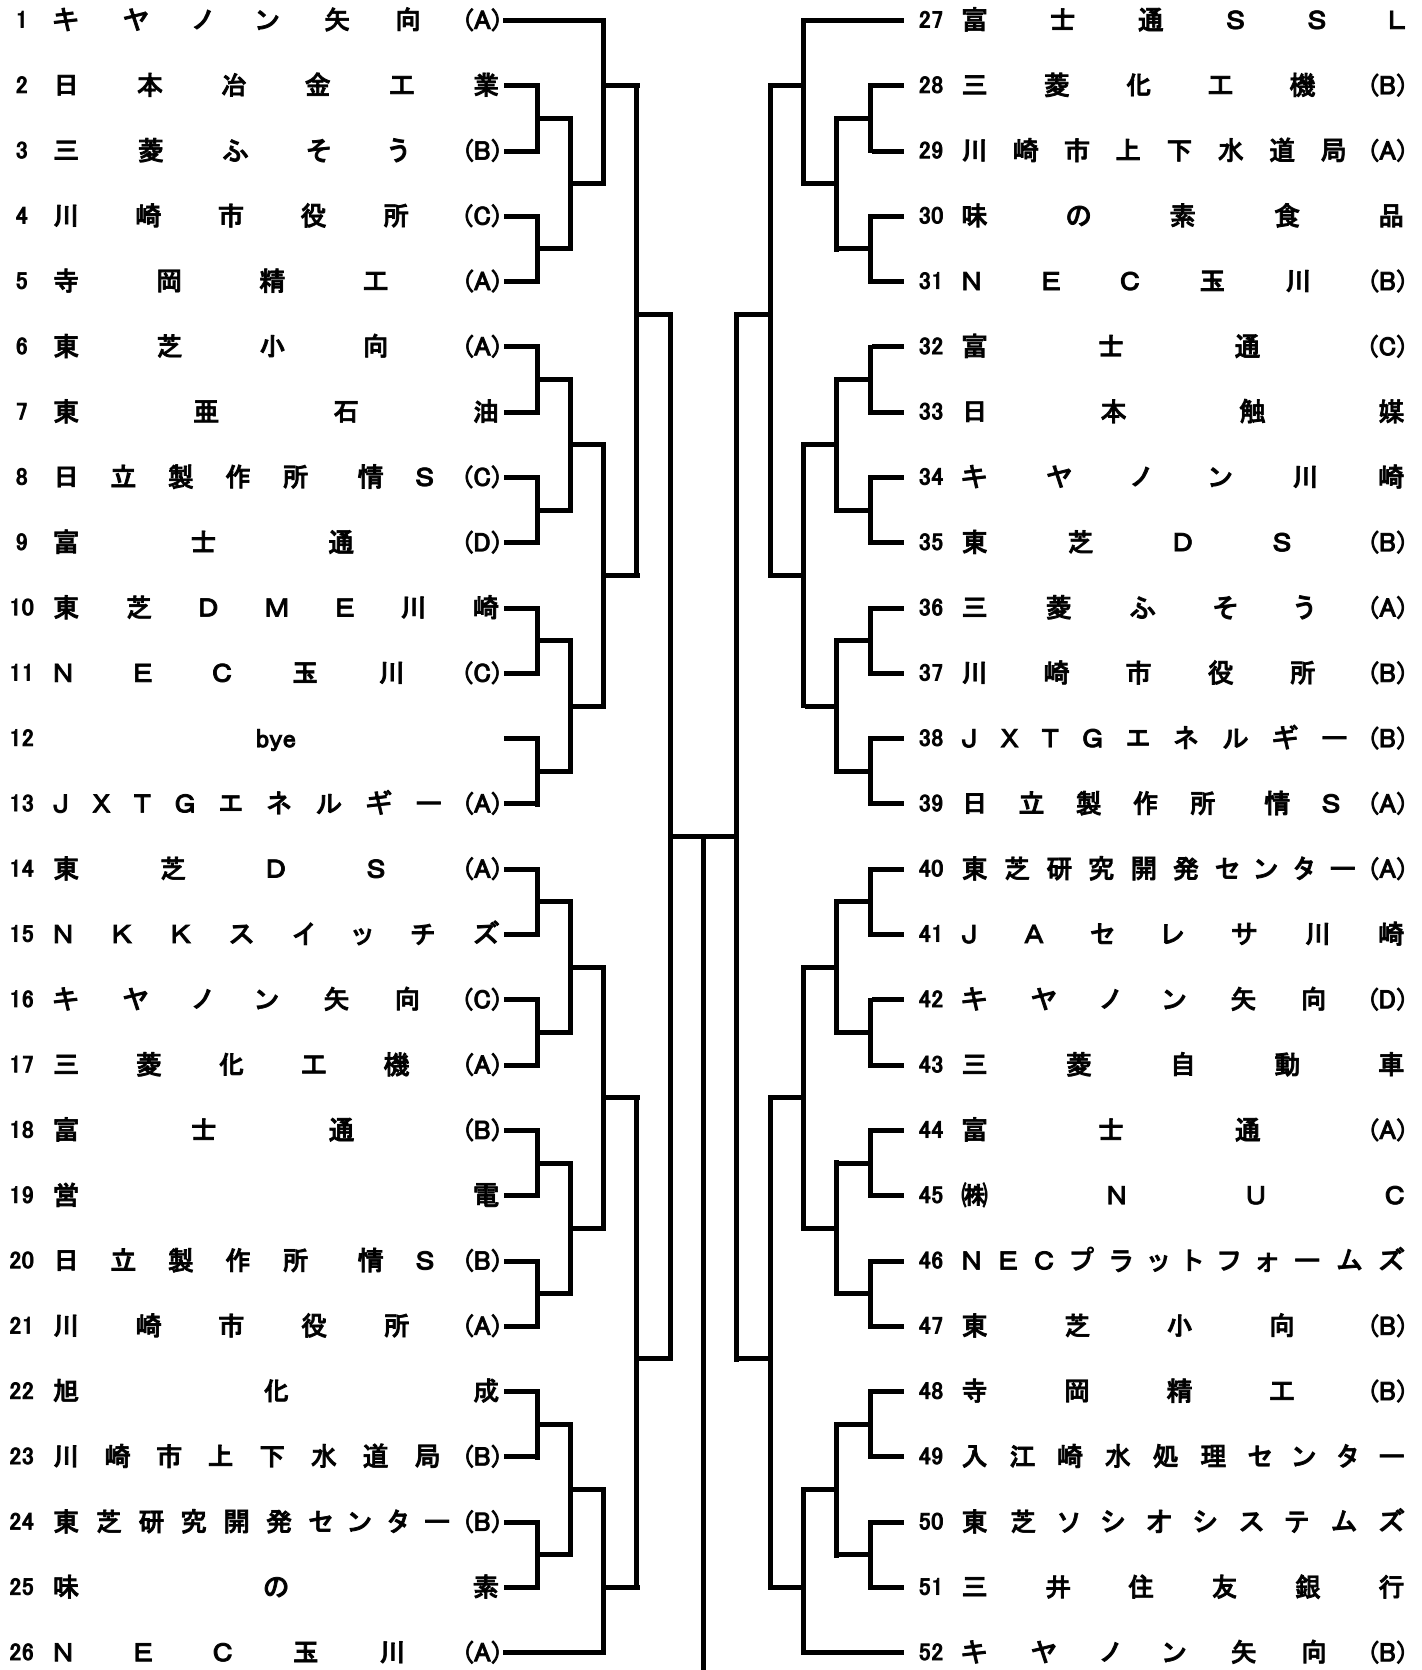 1 キヤノン矢向 (A)
2 日本冶金工業
3 三菱ふそう (B)
4 川崎市役所 (C)
5 寺岡精工 (A)
6 東芝小向 (A)
7 東亜石油
8 日立製作所 情S (C)
9 富士通 (D)
10 東芝DME川崎
11 NEC玉川 (C)
12 bye
13 JXTGエネルギー (A)
14 東芝DS (A)
15 NKKスイッチズ
16 キヤノン矢向 (C)
17 三菱化工機 (A)
18 富士通 (B)
19 営電
20 日立製作所 情S (B)
21 川崎市役所 (A)
22 旭化成
23 川崎市上下水道局 (B)
24 東芝研究開発センター (B)
25 味の素
26 NEC玉川 (A)
27 富士通SSL
28 三菱化工機 (B)
29 川崎市上下水道局 (A)
30 味の素食品
31 NEC玉川 (B)
32 富士通 (C)
33 日本触媒
34 キヤノン川崎
35 東芝DS (B)
36 三菱ふそう (A)
37 川崎市役所 (B)
38 JXTGエネルギー (B)
39 日立製作所 情S (A)
40 東芝研究開発センター (A)
41 JAセレサ川崎
42 キヤノン矢向 (D)
43 三菱自動車
44 富士通 (A)
45 ㈱NUC
46 NECプラットフォームズ
47 東芝小向 (B)
48 寺岡精工 (B)
49 入江崎水処理センター
50 東芝ソシオシステムズ
51 三井住友銀行
52 キヤノン矢向 (B)